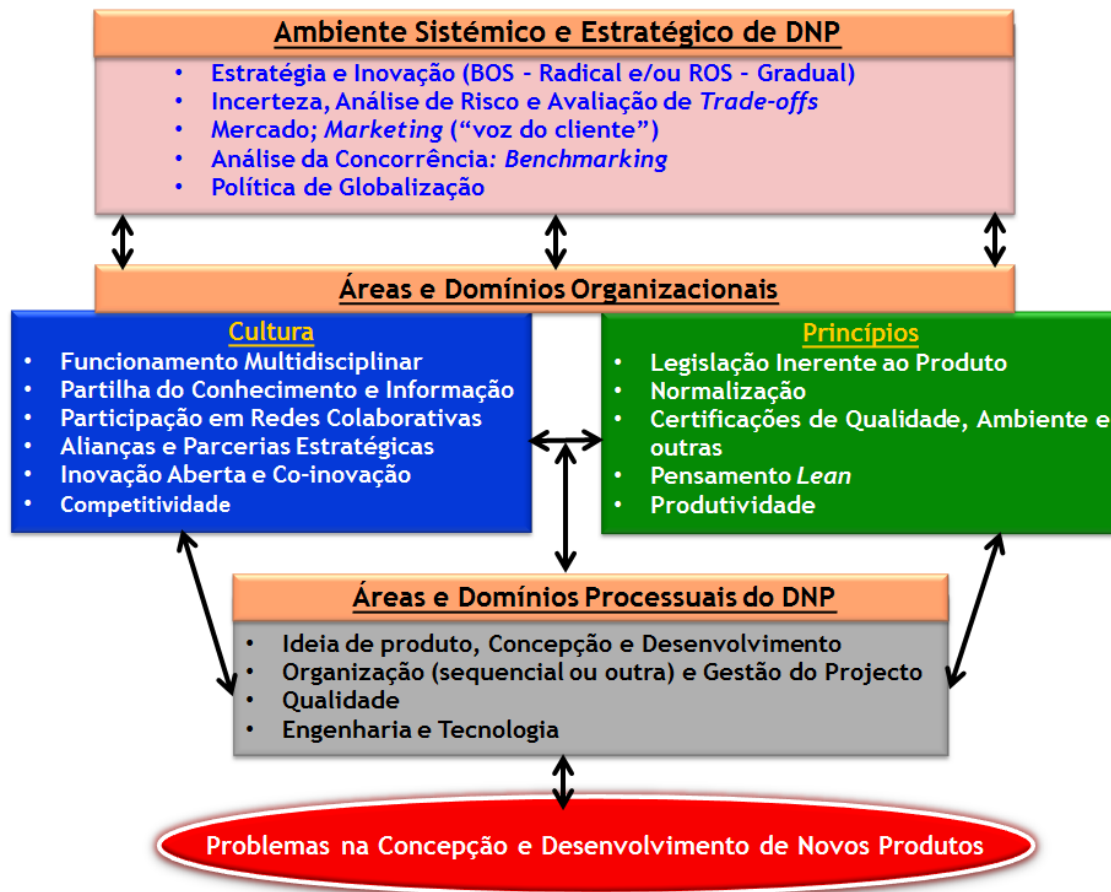 Ambiente Sistémico e Estratégico de DNP
• Estratégia e Inovação (BOS - Radical e/ou ROS - Gradual)
• Incerteza, Análise de Risco e Avaliação de Trade-offs
• Mercado; Marketing (“voz do cliente”)
• Análise da Concorrência: Benchmarking
• Política de Globalização
Áreas e Domínios Organizacionais
Cultura
• Funcionamento Multidisciplinar
• Partilha do Conhecimento e Informação
• Participação em Redes Colaborativas
• Alianças e Parcerias Estratégicas
• Inovação Aberta e Co-inovação
• Competitividade
Princípios
• Legislação Inerente ao Produto
• Normalização
• Certificações de Qualidade, Ambiente e
outras
• Pensamento Lean
• Produtividade
Áreas e Domínios Processuais do DNP
• Ideia de produto, Concepção e Desenvolvimento
• Organização (sequencial ou outra) e Gestão do Projecto
• Qualidade
• Engenharia e Tecnologia
Problemas na Concepção e Desenvolvimento de Novos Produtos